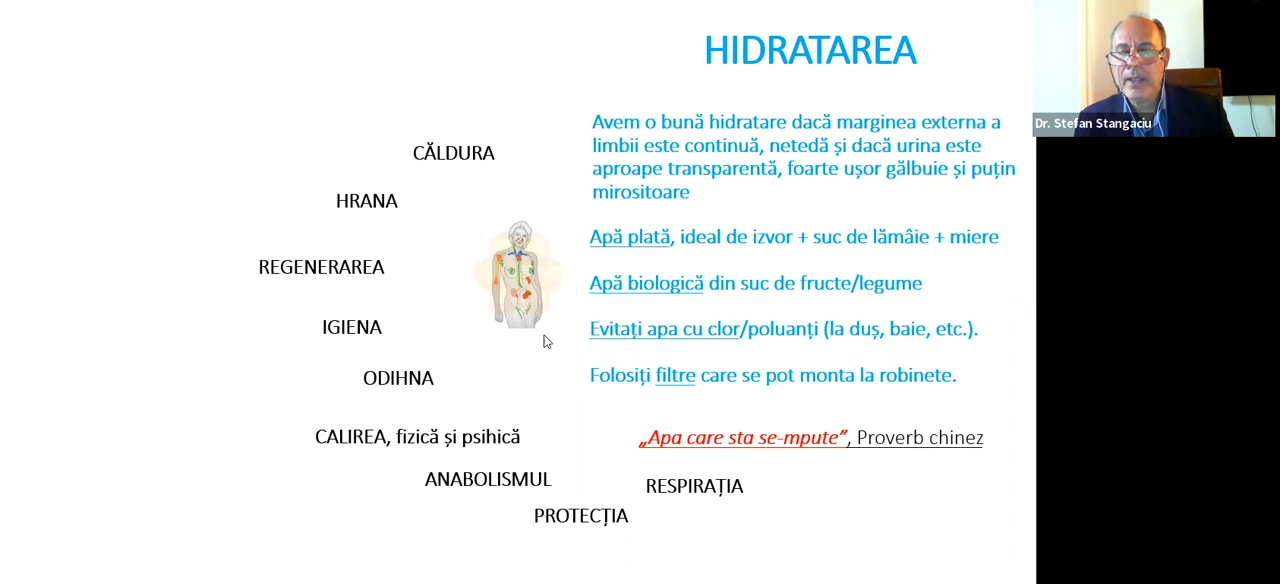 HIDRATAREA
Dr. Stefan Stangaciu
Avem o bună hidratare dacă marginea externa a
limbii este continuă, netedă și dacă urina este
aproape transparentă, foarte ușor gălbuie și puțin
mirositoare
CĂLDURA
HRANA
Apă plată, ideal de izvor + suc de lămâie + miere
REGENERAREA
Apă biologică din suc de fructe/legume
IGIENA
Evitați apa cu clor/poluanți (la duș, baie, etc.).
ODIHNA
Folosiți filtre care se pot monta la robinete.
CALIREA, fizică și psihică
„Apa care sta se-mpute”, Proverb chinez
ANABOLISMUL
RESPIRAȚIA
PROTECȚIA